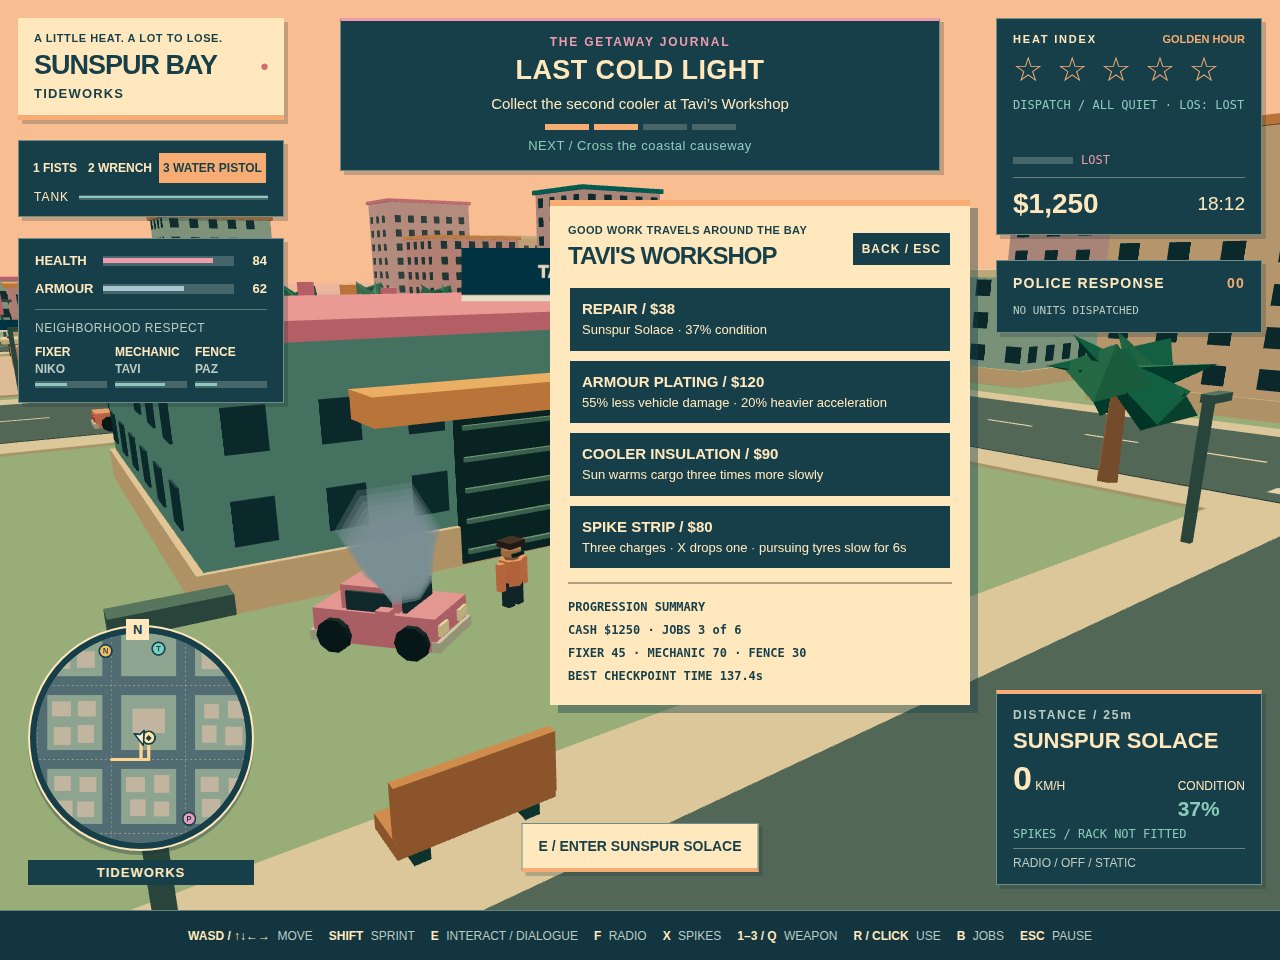 A LITTLE HEAT. A LOT TO LOSE.
SUNSPUR BAY
TIDEWORKS
1 FISTS 2 WRENCH 3 WATER PISTOL
TANK
HEALTH 84
ARMOUR 62
NEIGHBORHOOD RESPECT
FIXER MECHANIC FENCE
NIKO TAVI PAZ
THE GETAWAY JOURNAL
LAST COLD LIGHT
Collect the second cooler at Tavi's Workshop
NEXT / Cross the coastal causeway
HEAT INDEX GOLDEN HOUR
☆ ☆ ☆ ☆ ☆
DISPATCH / ALL QUIET · LOS: LOST
LOST
$1,250 18:12
POLICE RESPONSE 00
NO UNITS DISPATCHED
GOOD WORK TRAVELS AROUND THE BAY
TAVI'S WORKSHOP
BACK / ESC
REPAIR / $38
Sunspur Solace · 37% condition
ARMOUR PLATING / $120
55% less vehicle damage · 20% heavier acceleration
COOLER INSULATION / $90
Sun warms cargo three times more slowly
SPIKE STRIP / $80
Three charges · X drops one · pursuing tyres slow for 6s
PROGRESSION SUMMARY
CASH $1250 · JOBS 3 of 6
FIXER 45 · MECHANIC 70 · FENCE 30
BEST CHECKPOINT TIME 137.4s
N
N
T
P
TIDEWORKS
E / ENTER SUNSPUR SOLACE
DISTANCE / 25m
SUNSPUR SOLACE
0 KM/H CONDITION
37%
SPIKES / RACK NOT FITTED
RADIO / OFF / STATIC
WASD / ↑↓←→ MOVE SHIFT SPRINT E INTERACT / DIALOGUE F RADIO X SPIKES 1–3 / Q WEAPON R / CLICK USE B JOBS ESC PAUSE